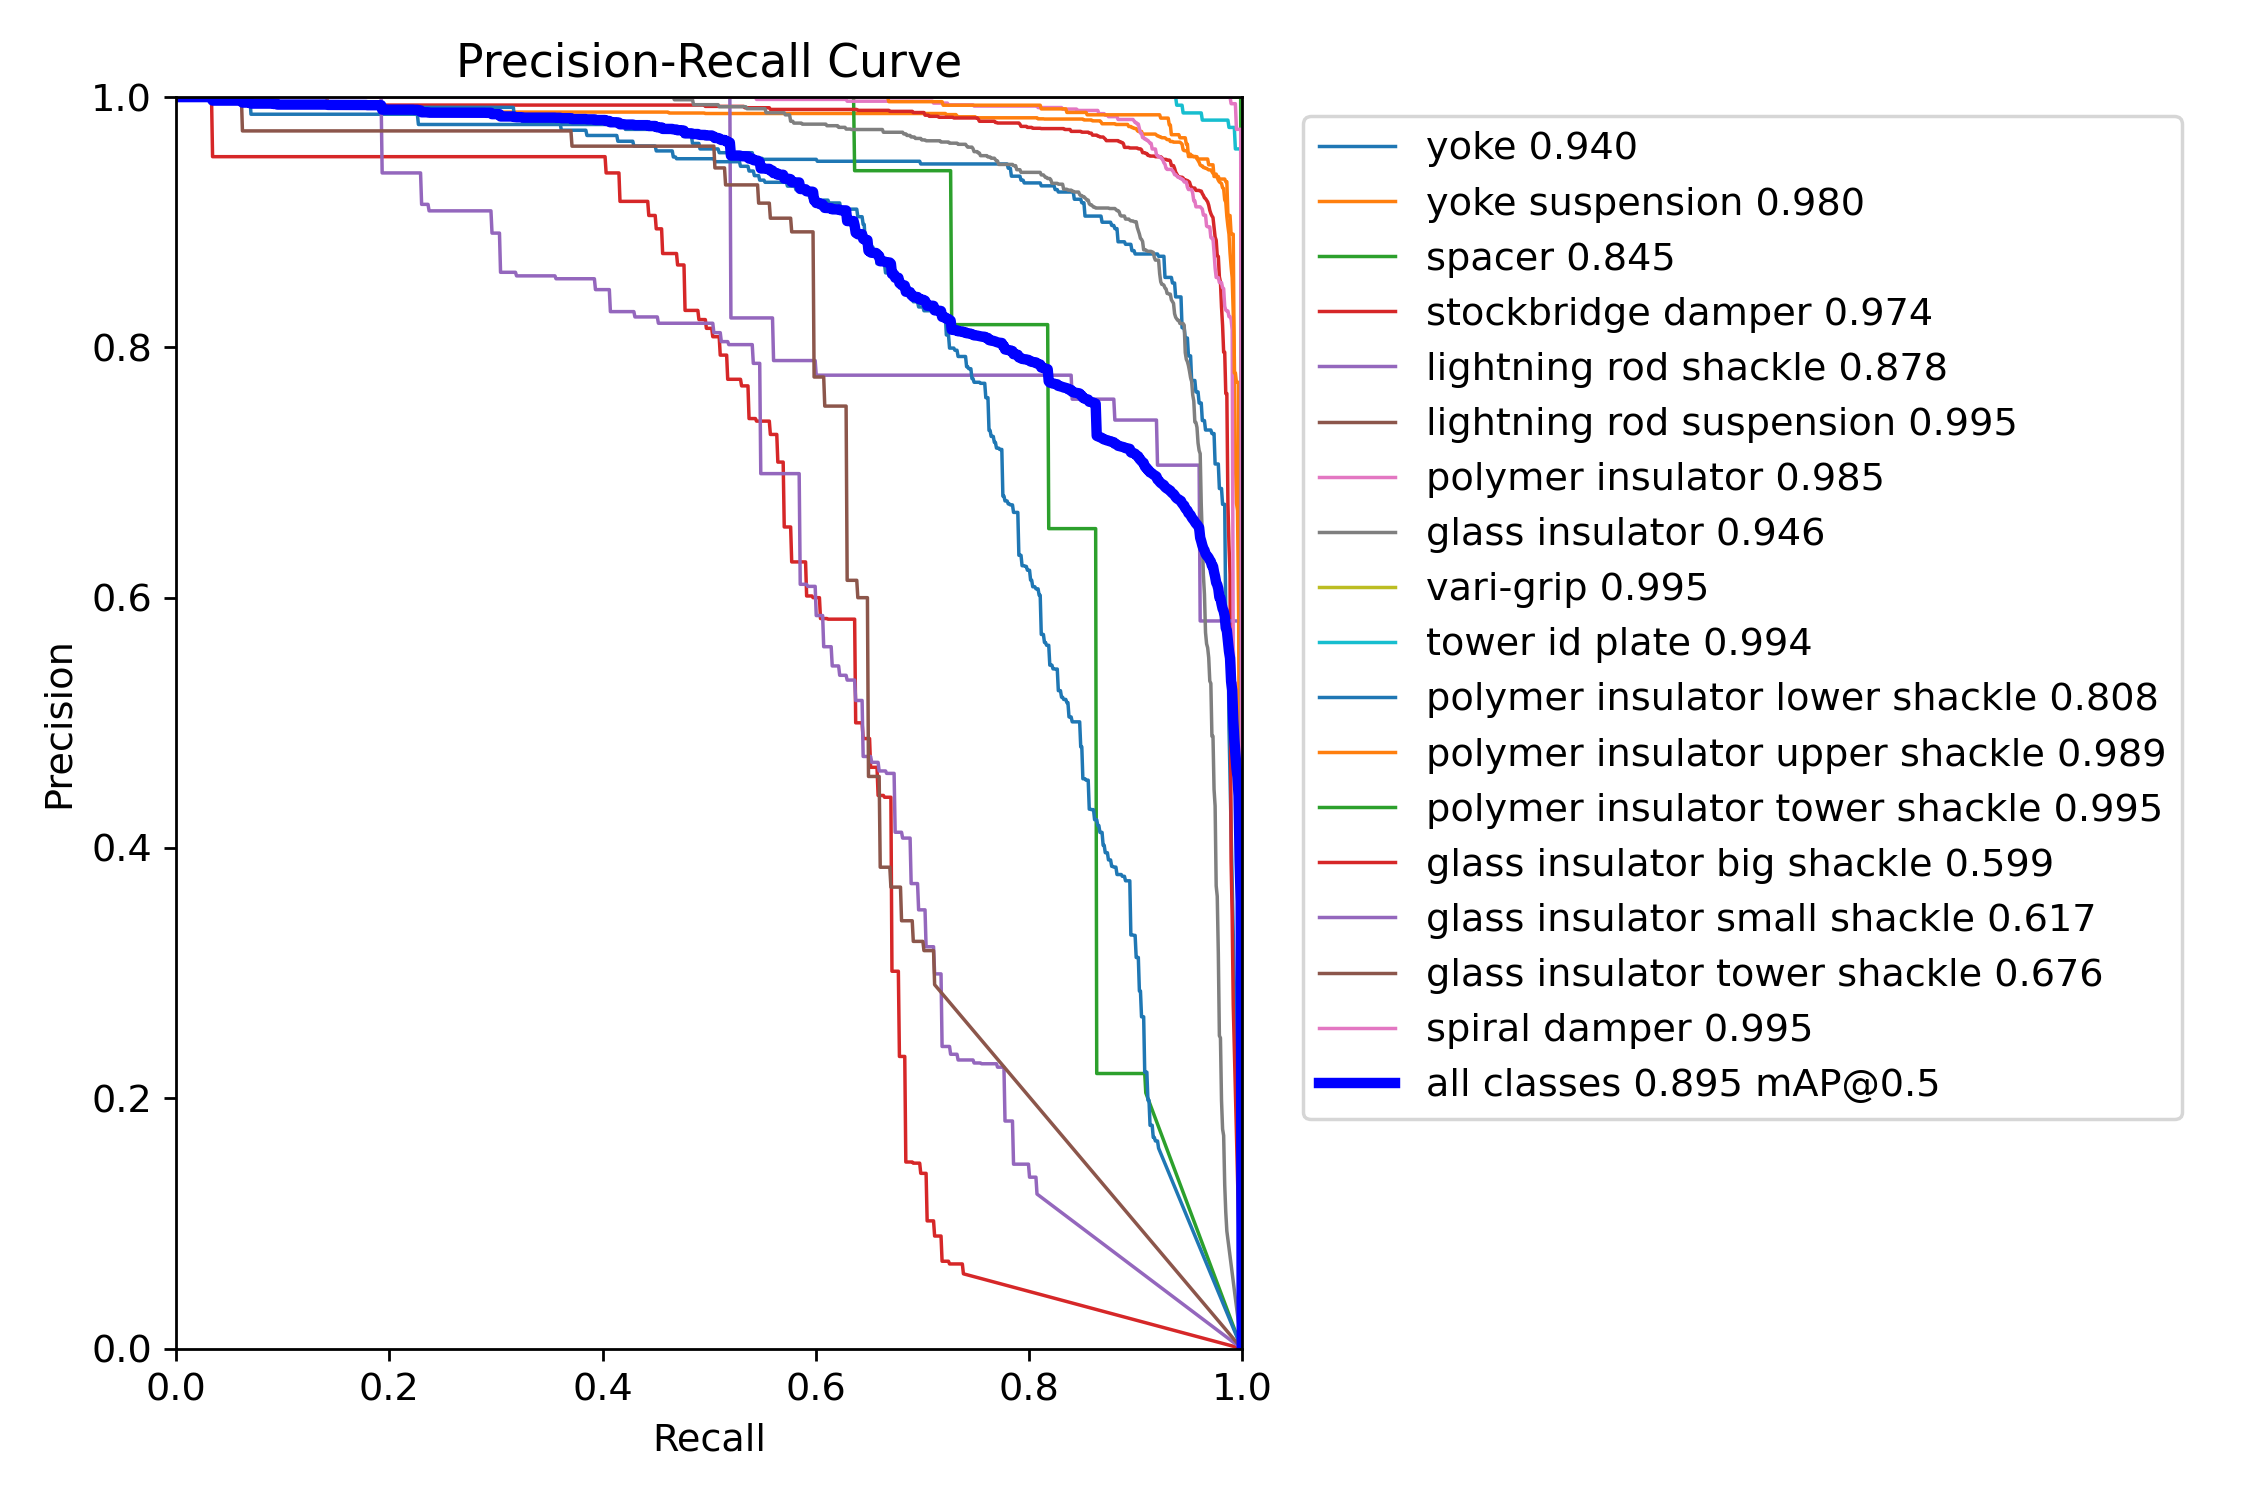 Precision-Recall Curve
1.0
0.8
0.6
0.4
0.2
0.0
Precision
0.0 0.2 0.4 0.6 0.8 1.0
Recall
yoke 0.940
yoke suspension 0.980
spacer 0.845
stockbridge damper 0.974
lightning rod shackle 0.878
lightning rod suspension 0.995
polymer insulator 0.985
glass insulator 0.946
vari-grip 0.995
tower id plate 0.994
polymer insulator lower shackle 0.808
polymer insulator upper shackle 0.989
polymer insulator tower shackle 0.995
glass insulator big shackle 0.599
glass insulator small shackle 0.617
glass insulator tower shackle 0.676
spiral damper 0.995
all classes 0.895 mAP@0.5